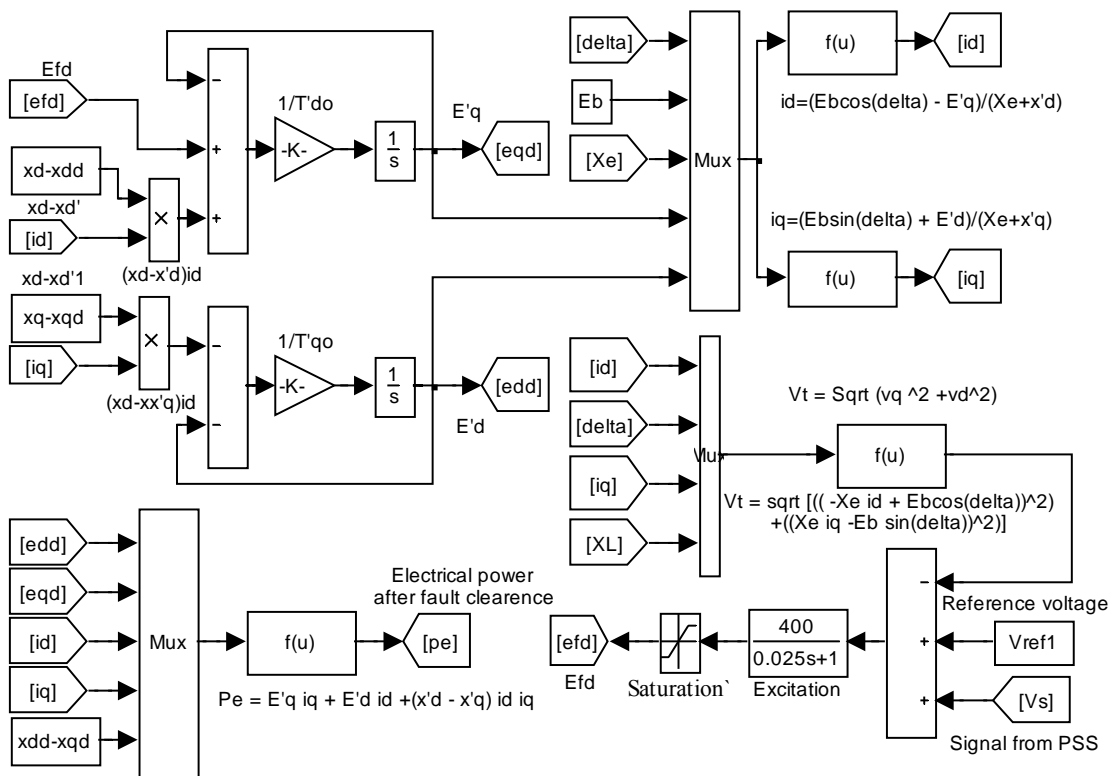 Efd
[efd]
xd-xdd
xd-xd'
[id]
×
(xd-x'd)id
−
+
+
1/T'do
-K-
1
s
E'q
[eqd]
xd-xd'1
xq-xqd
[iq]
×
(xd-xx'q)id
−
−
1/T'qo
-K-
1
s
[edd]
E'd
[delta]
Eb
[Xe]
Mux
f(u)
[id]
id=(Ebcos(delta) - E'q)/(Xe+x'd)
iq=(Ebsin(delta) + E'd)/(Xe+x'q)
f(u)
[iq]
[id]
[delta]
[iq]
[XL]
Mux
Vt = Sqrt (vq ^2 +vd^2)
f(u)
Vt = sqrt [(( -Xe id + Ebcos(delta))^2)
+((Xe iq -Eb sin(delta))^2)]
[edd]
[eqd]
[id]
[iq]
xdd-xqd
Mux
f(u)
Electrical power
after fault clearence
[pe]
Pe = E'q iq + E'd id +(x'd - x'q) id iq
−
+
+
Reference voltage
Vref1
[Vs]
Signal from PSS
400
0.025s+1
Excitation
Saturation`
[efd]
Efd